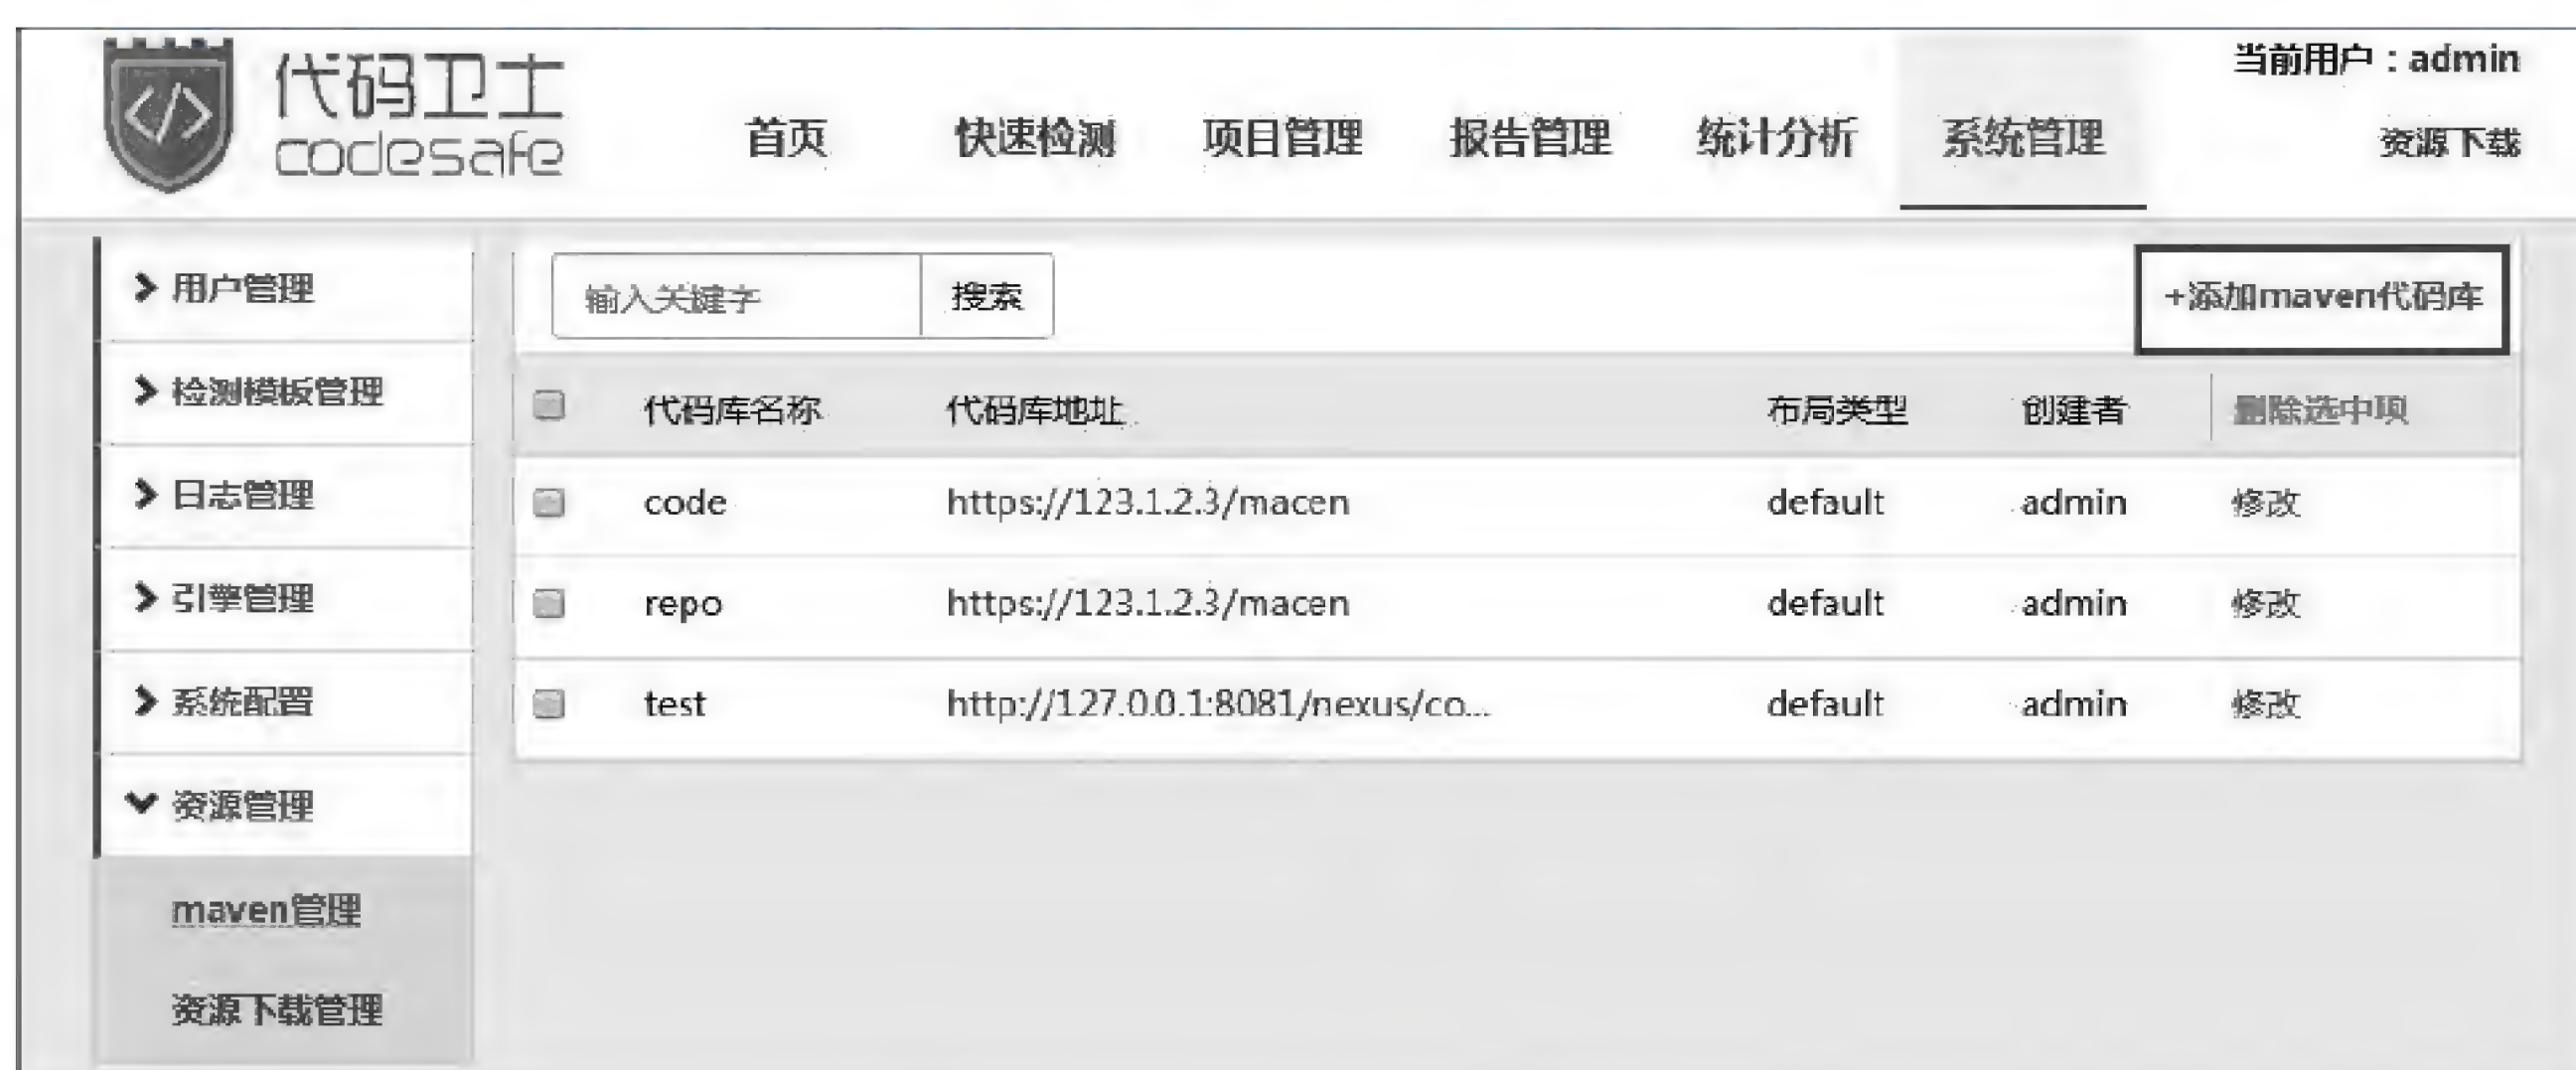 代码卫士
codesafe
当前用户：admin
首页 快速检测 项目管理 报告管理 统计分析 系统管理 资源下载
用户管理
检测模板管理
日志管理
引擎管理
系统配置
资源管理
maven管理
资源下载管理
输入关键字 搜索 +添加maven代码库
代码库名称 代码库地址 布局类型 创建者 删除选中项
code https://123.1.2.3/macen default admin 修改
repo https://123.1.2.3/macen default admin 修改
test http://127.0.0.1:8081/nexus/co... default admin 修改